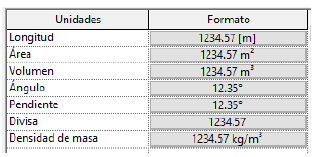 Unidades Formato
Longitud 1234.57 [m]
Área 1234.57 m²
Volumen 1234.57 m³
Ángulo 12.35°
Pendiente 12.35°
Divisa 1234.57
Densidad de masa 1234.57 kg/m³